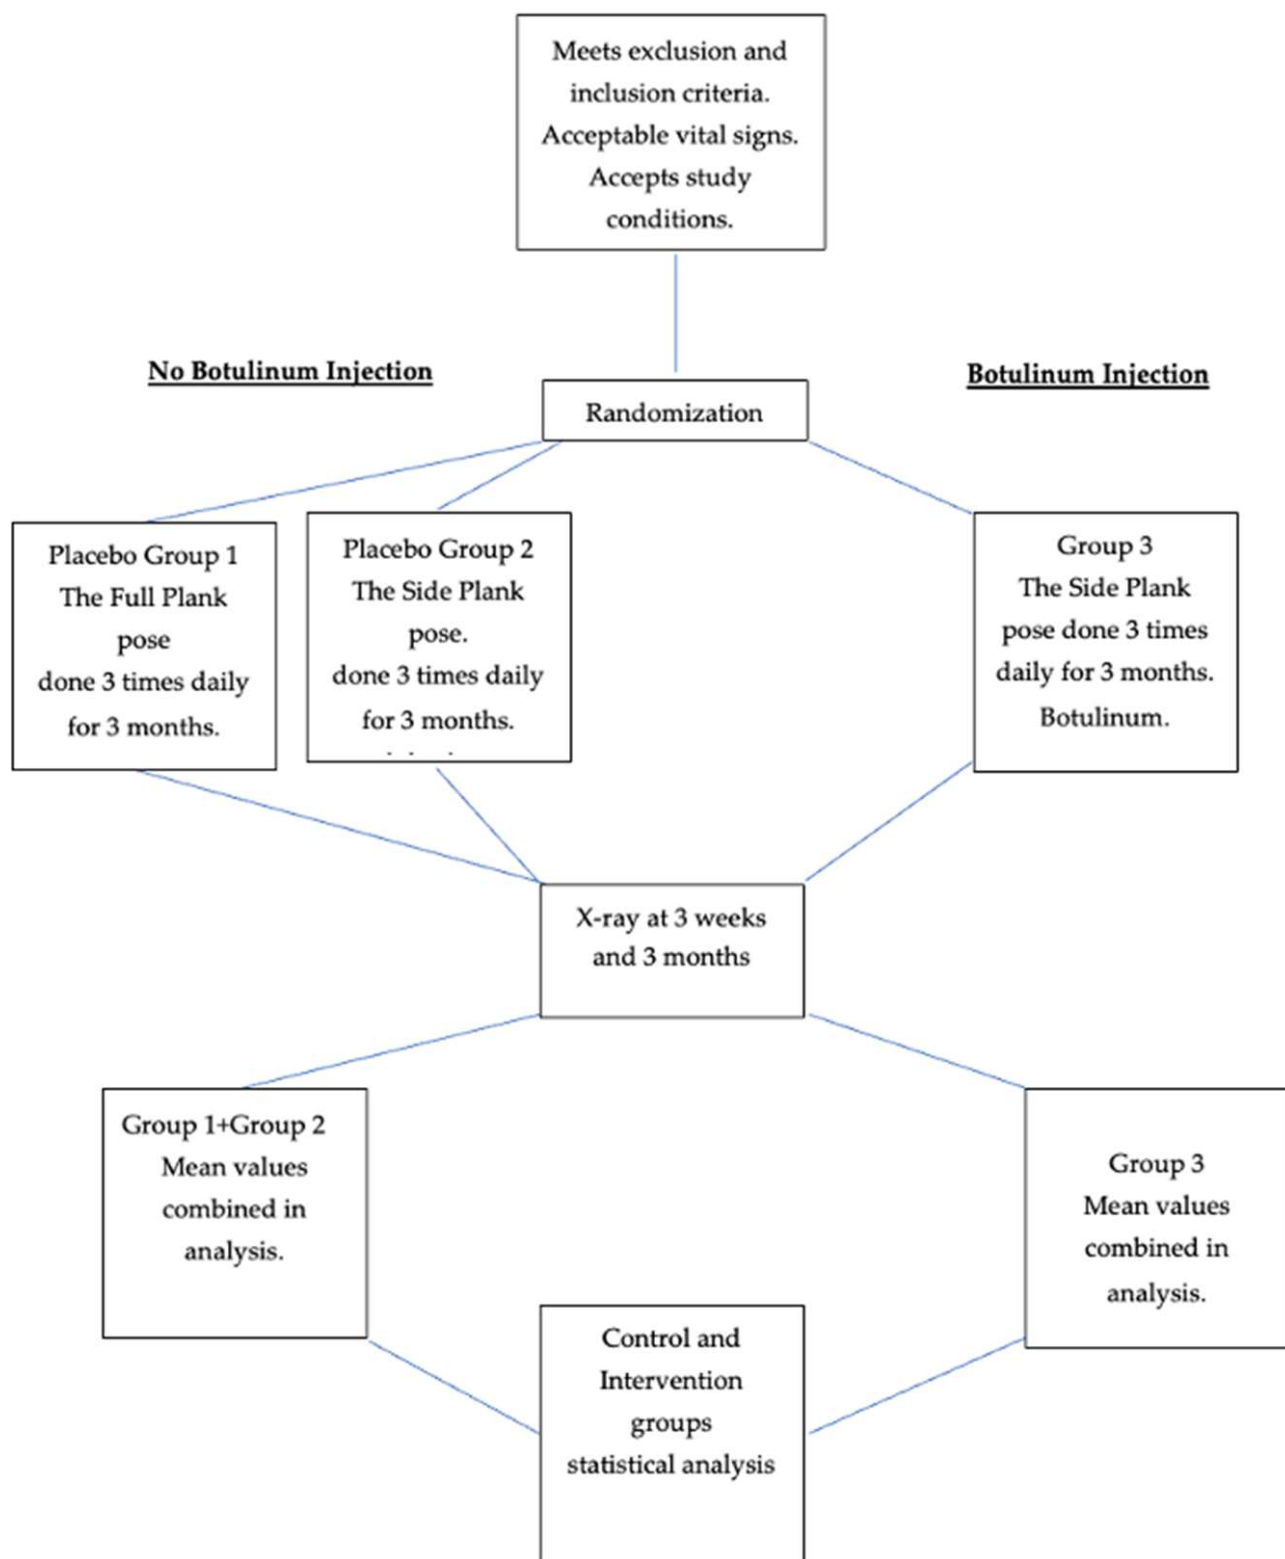 Meets exclusion and
inclusion criteria.
Acceptable vital signs.
Accepts study
conditions.
No Botulinum Injection
Botulinum Injection
Randomization
Placebo Group 1
The Full Plank
pose
done 3 times daily
for 3 months.
Placebo Group 2
The Side Plank
pose.
done 3 times daily
for 3 months.
Group 3
The Side Plank
pose done 3 times
daily for 3 months.
Botulinum.
X-ray at 3 weeks
and 3 months
Group 1+Group 2
Mean values
combined in
analysis.
Group 3
Mean values
combined in
analysis.
Control and
Intervention
groups
statistical analysis